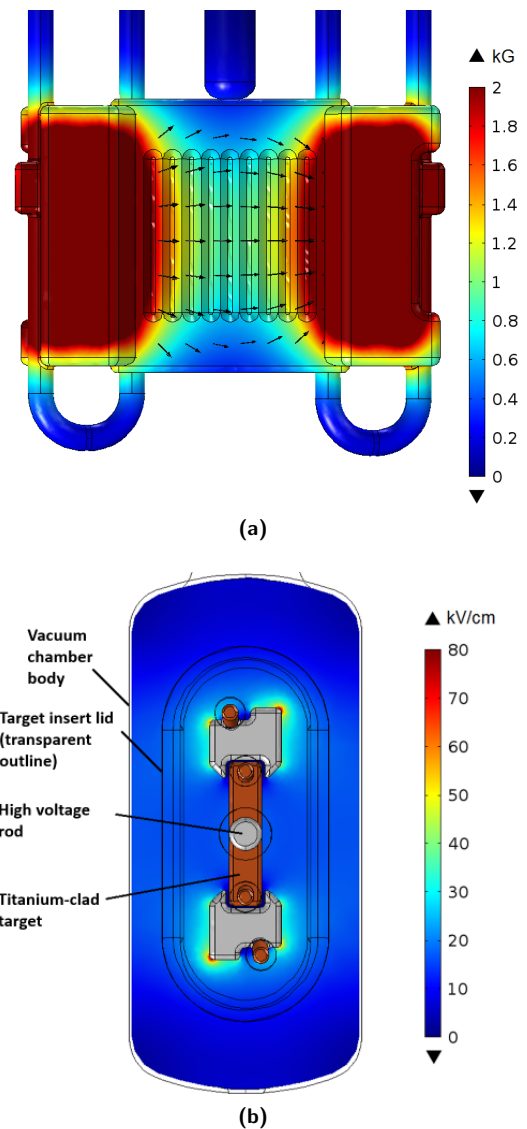 ▲ kG
2
1.8
1.6
1.4
1.2
1
0.8
0.6
0.4
0.2
0
▼
(a)
▲ kV/cm
80
70
60
50
40
30
20
10
0
▼
Vacuum
chamber
body
Target insert lid
(transparent
outline)
High voltage
rod
Titanium-clad
target
(b)